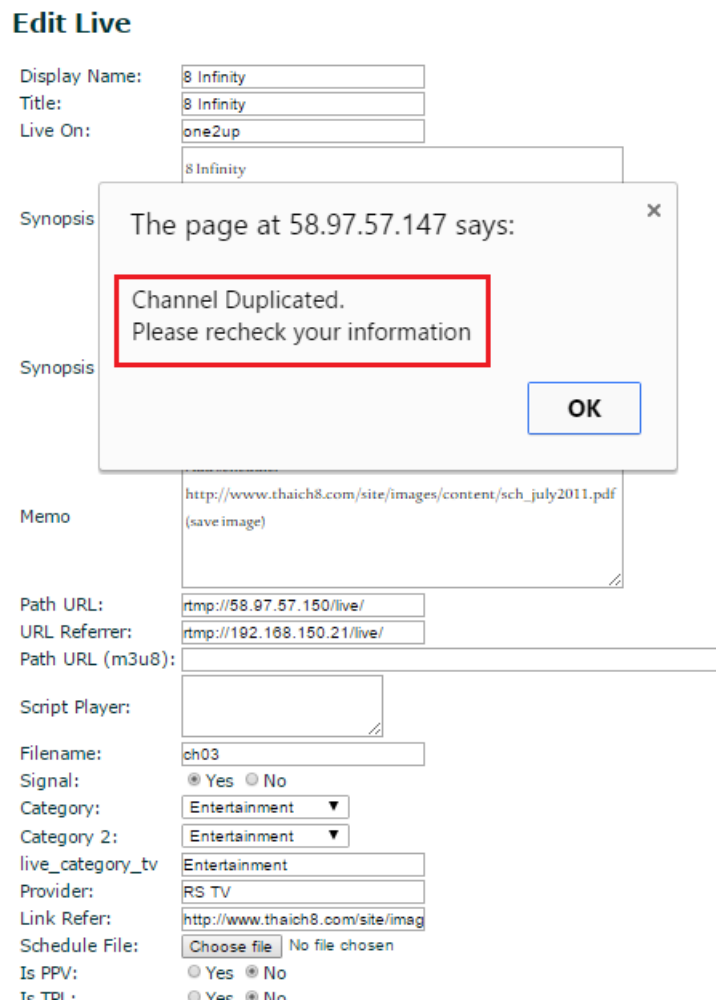 Edit Live
Display Name: 8 Infinity
Title: 8 Infinity
Live On: one2up
8 Infinity
The page at 58.97.57.147 says:
Synopsis
Channel Duplicated.
Please recheck your information
Synopsis
OK
http://www.thaich8.com/site/images/content/sch_july2011.pdf
Memo
(save image)
Path URL: rtmp://58.97.57.150/live/
URL Referrer: rtmp://192.168.150.21/live/
Path URL (m3u8):
Script Player:
Filename: ch03
Signal: Yes No
Category: Entertainment
Category 2: Entertainment
live_category_tv Entertainment
Provider: RS TV
Link Refer: http://www.thaich8.com/site/imag
Schedule File: Choose file No file chosen
Is PPV: Yes No
Is TPL: Yes No